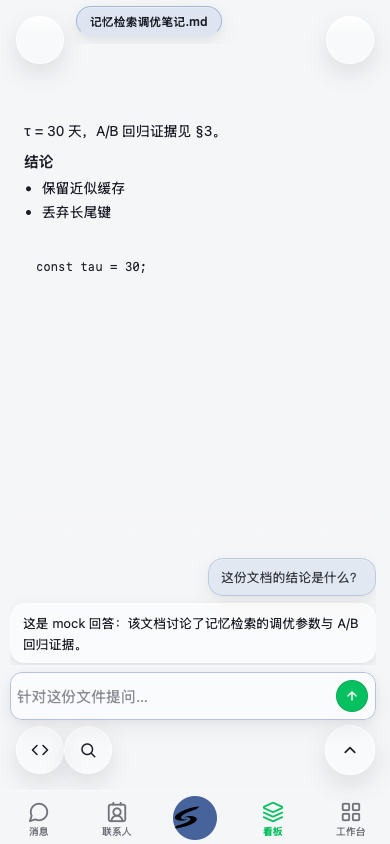 记忆检索调优笔记.md
τ = 30 天，A/B 回归证据见 §3。
结论
• 保留近似缓存
• 丢弃长尾键
const tau = 30;
这份文档的结论是什么？
这是 mock 回答：该文档讨论了记忆检索的调优参数与 A/B
回归证据。
针对这份文件提问...
消息
联系人
看板
工作台